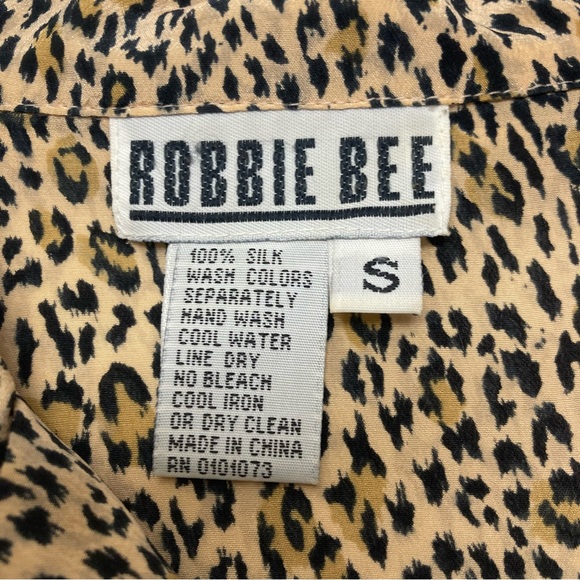 ROBBIE BEE
S
100% SILK
WASH COLORS
SEPARATELY
HAND WASH
COOL WATER
LINE DRY
NO BLEACH
COOL IRON
OR DRY CLEAN
MADE IN CHINA
RN 0101073